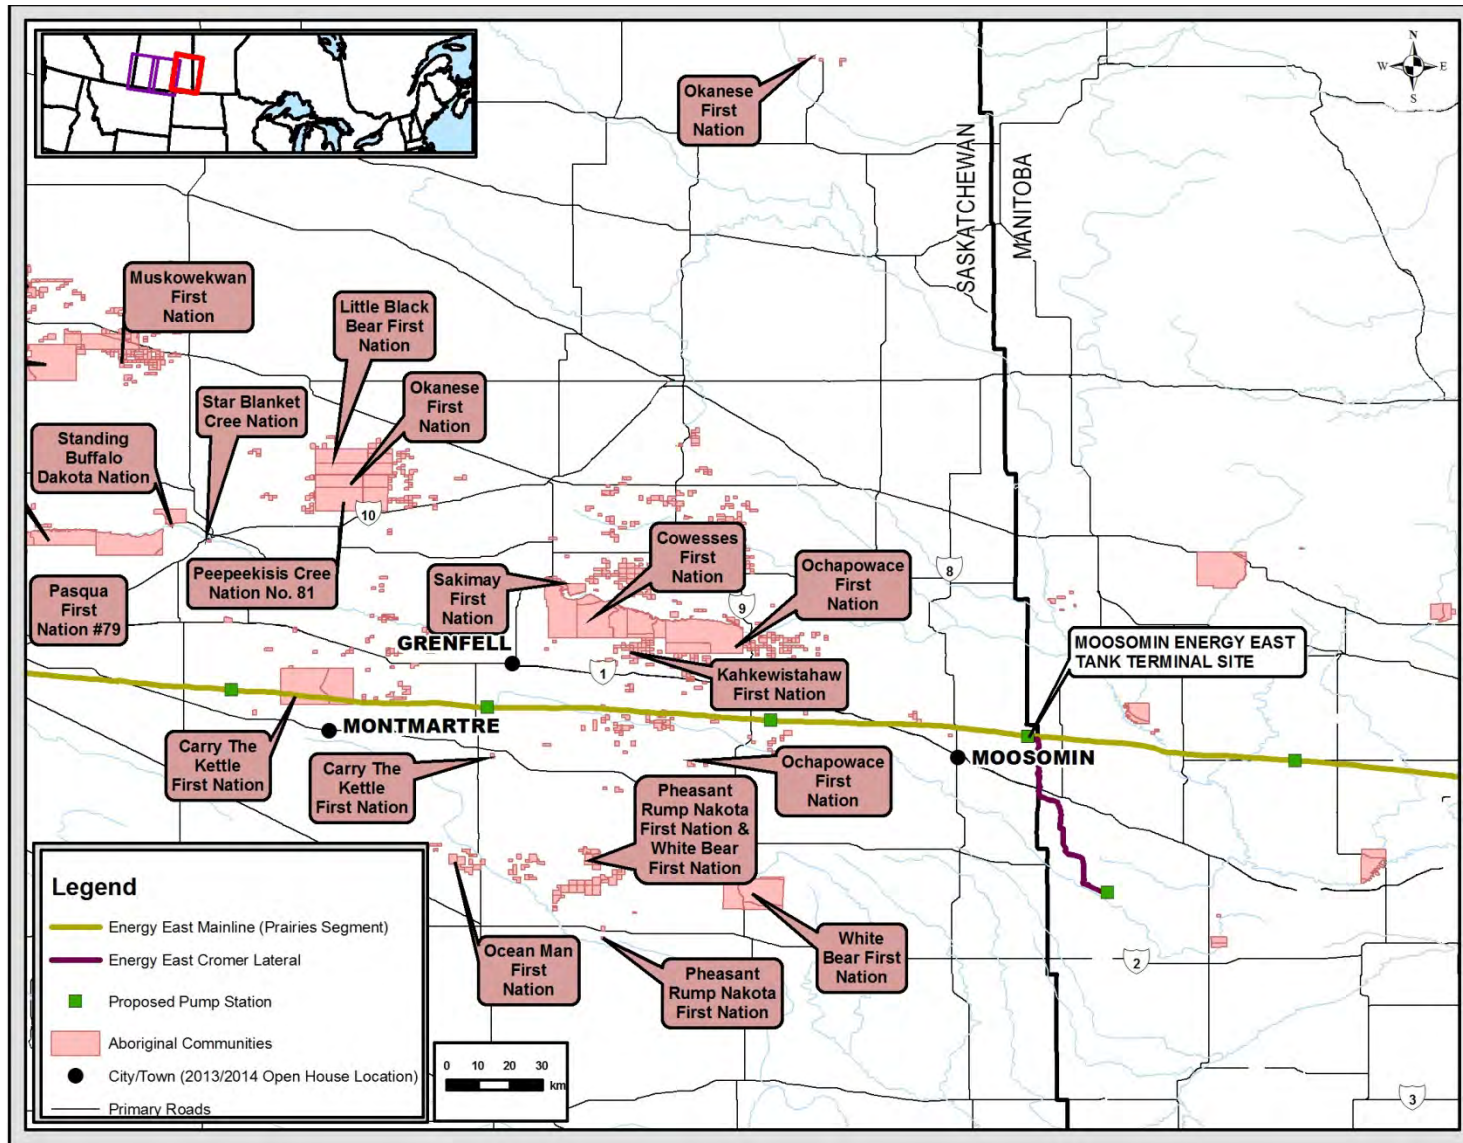 N
W
E
S
Okanese
First
Nation
SASKATCHEWAN
MANITOBA
Muskowekwan
First
Nation
Little Black
Bear First
Nation
Okanese
First
Nation
Star Blanket
Cree Nation
Standing
Buffalo
Dakota Nation
10
Peepeekisis Cree
Nation No. 81
Pasqua
First
Nation #79
Sakimay
First
Nation
Cowesses
First
Nation
Ochapowace
First
Nation
8
9
GRENFELL
1
Kahkewistahaw
First Nation
MOOSOMIN ENERGY EAST
TANK TERMINAL SITE
MONTMARTRE
MOOSOMIN
Carry The
Kettle
First Nation
Carry The
Kettle
First Nation
Ochapowace
First
Nation
Pheasant
Rump Nakota
First Nation &
White Bear
First Nation
Ocean Man
First
Nation
Pheasant
Rump Nakota
First Nation
White
Bear First
Nation
2
3
Legend
Energy East Mainline (Prairies Segment)
Energy East Cromer Lateral
Proposed Pump Station
Aboriginal Communities
City/Town (2013/2014 Open House Location)
Primary Roads
0 10 20 30
km